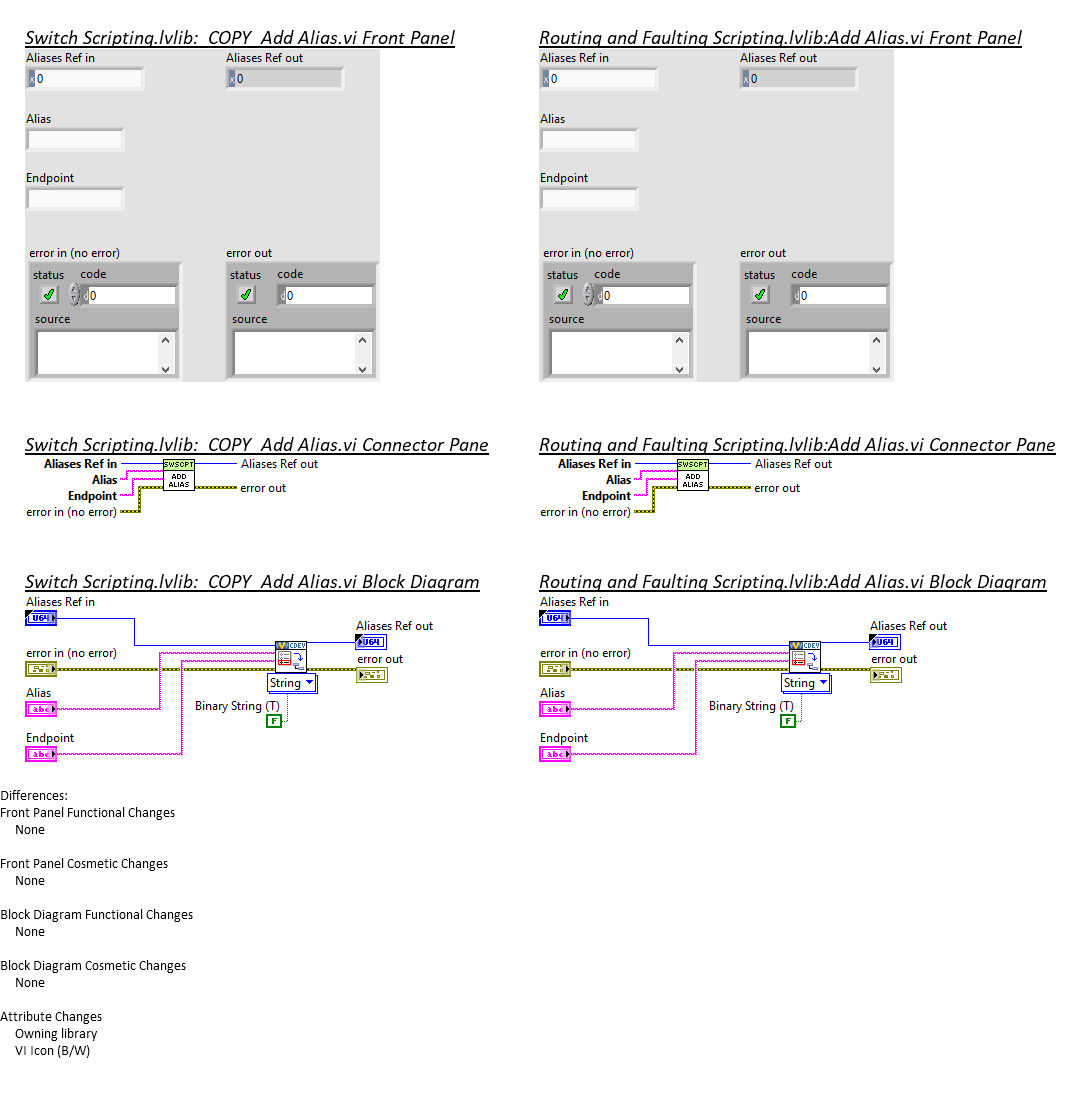 Switch Scripting.lvlib:  COPY  Add Alias.vi Front Panel
Aliases Ref in
Aliases Ref out
x 0
x 0
Alias
Endpoint
error in (no error)
error out
status
code
status
code
d 0
d 0
source
source
Routing and Faulting Scripting.lvlib:Add Alias.vi Front Panel
Aliases Ref in
Aliases Ref out
x 0
x 0
Alias
Endpoint
error in (no error)
error out
status
code
status
code
d 0
d 0
source
source
Switch Scripting.lvlib:  COPY  Add Alias.vi Connector Pane
Aliases Ref in
SWSCPT
Aliases Ref out
Alias
ADD
ALIAS
Endpoint
error out
error in (no error)
Routing and Faulting Scripting.lvlib:Add Alias.vi Connector Pane
Aliases Ref in
SWSCPT
Aliases Ref out
Alias
ADD
ALIAS
Endpoint
error out
error in (no error)
Switch Scripting.lvlib:  COPY  Add Alias.vi Block Diagram
Aliases Ref in
U64
Aliases Ref out
U64
CDEV
error in (no error)
error out
String
Alias
abc
Binary String (T)
F
Endpoint
abc
Routing and Faulting Scripting.lvlib:Add Alias.vi Block Diagram
Aliases Ref in
U64
Aliases Ref out
U64
CDEV
error in (no error)
error out
String
Alias
abc
Binary String (T)
F
Endpoint
abc
Differences:
Front Panel Functional Changes
None
Front Panel Cosmetic Changes
None
Block Diagram Functional Changes
None
Block Diagram Cosmetic Changes
None
Attribute Changes
Owning library
VI Icon (B/W)